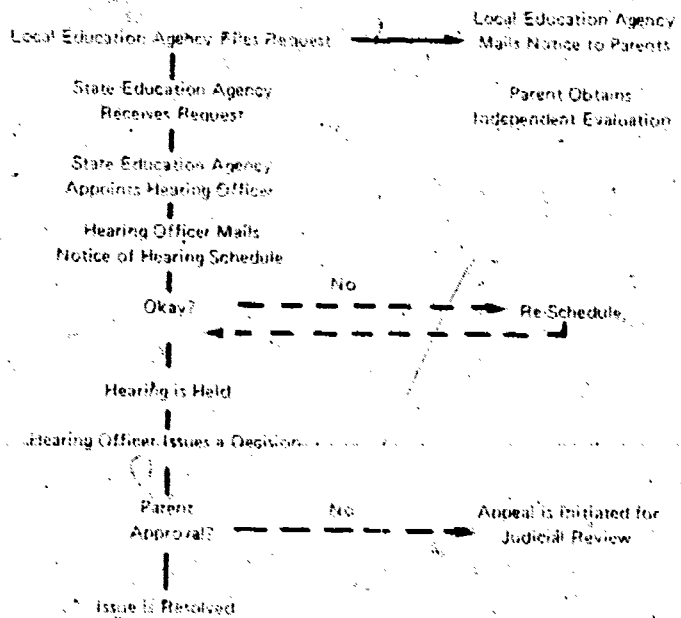 Local Education Agency Files Request
Local Education Agency
Mails Notice to Parents
State Education Agency
Receives Request
Parent Obtains
Independent Evaluation
State Education Agency
Appoints Hearing Officer
Hearing Officer Mails
Notice of Hearing Schedule
No
Okay?
Re-Schedule
Hearing is Held
Hearing Officer Issues a Decision
Parent
Approval?
No
Appeal is Initiated for
Judicial Review
Issue is Resolved